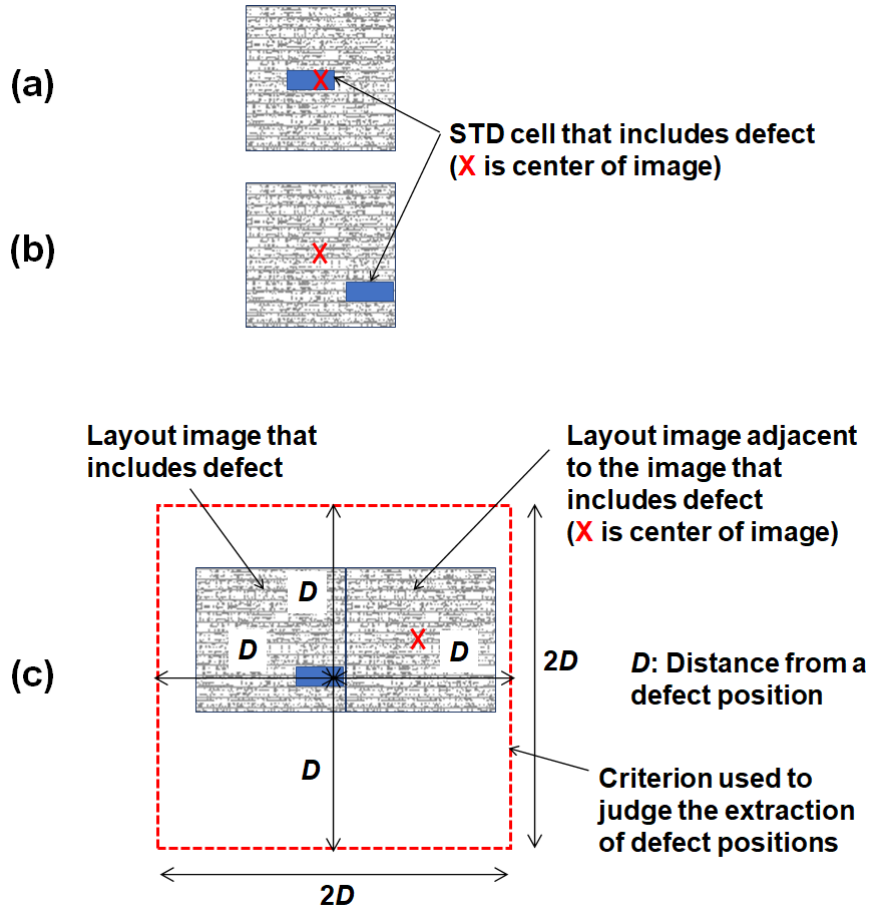 (a)
X
STD cell that includes defect
(X is center of image)
(b)
X
Layout image that
includes defect
Layout image adjacent
to the image that
includes defect
(X is center of image)
(c)
D
D
X
D
2D
D: Distance from a
defect position
D
Criterion used to
judge the extraction
of defect positions
2D